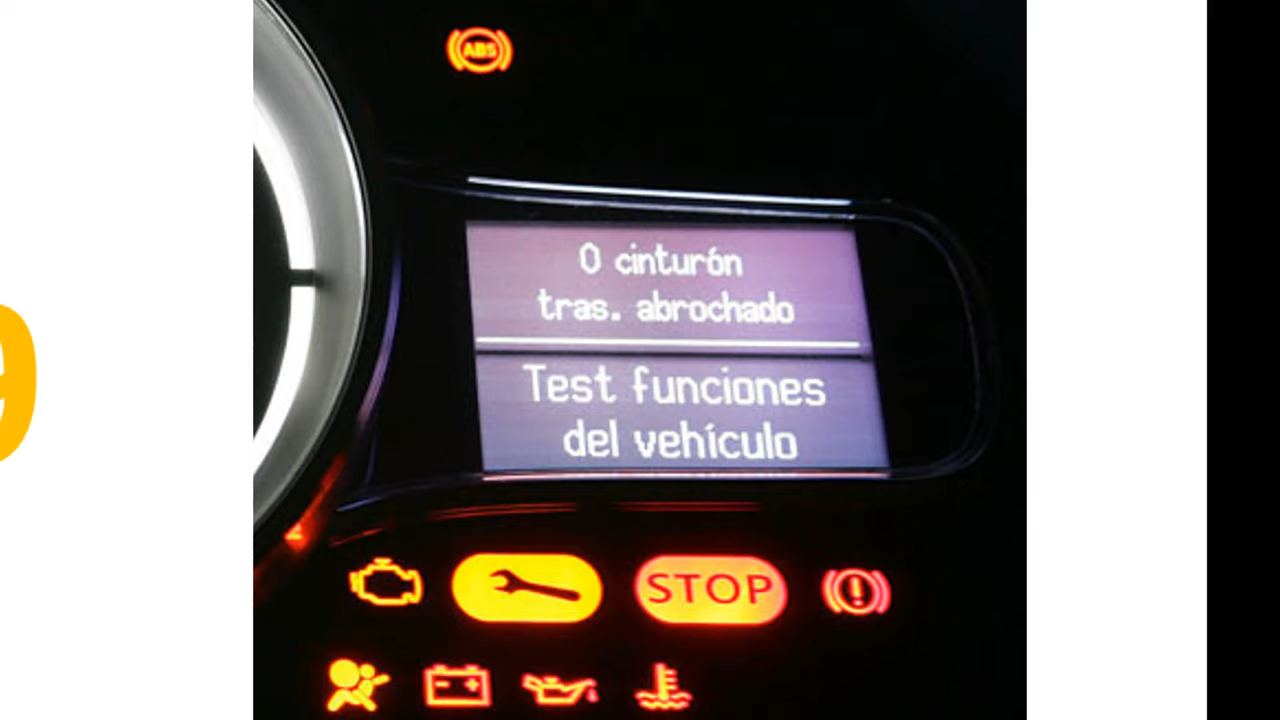 ABS
0 cinturón
tras. abrochado
Test funciones
del vehículo
STOP